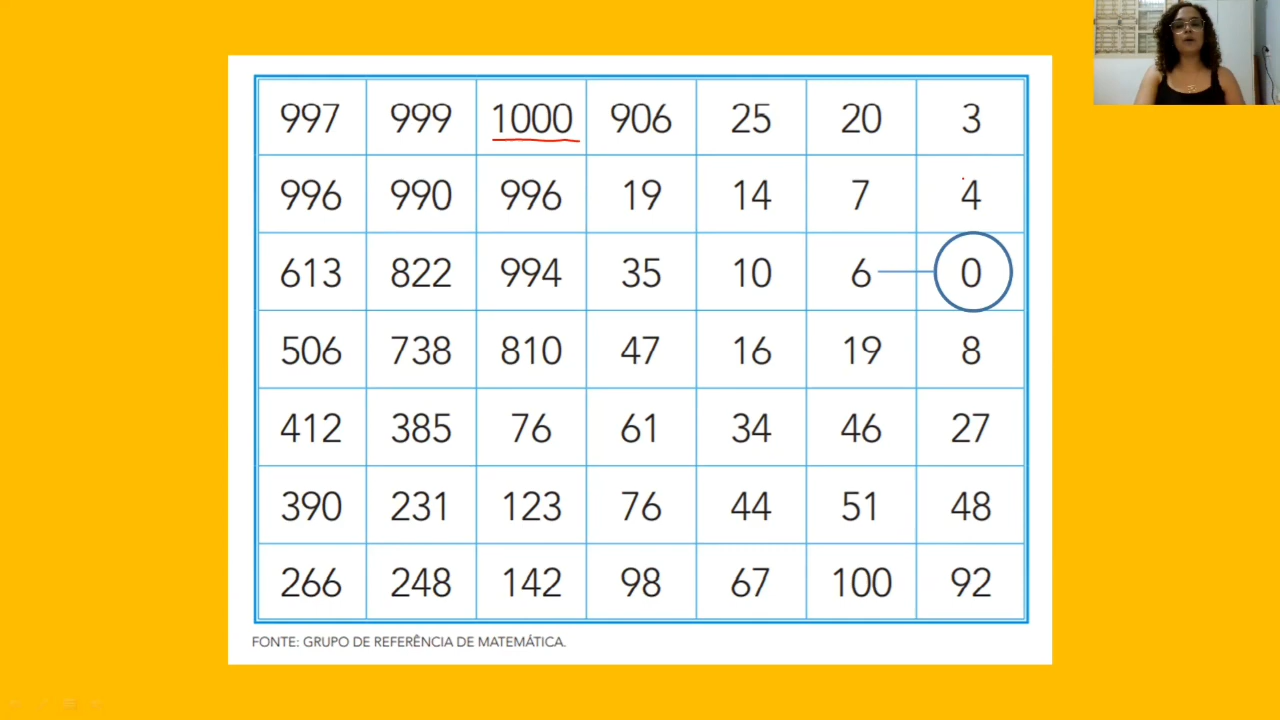 997 999 1000 906 25 20 3
996 990 996 19 14 7 4
613 822 994 35 10 6 0
506 738 810 47 16 19 8
412 385 76 61 34 46 27
390 231 123 76 44 51 48
266 248 142 98 67 100 92
FONTE: GRUPO DE REFERÊNCIA DE MATEMÁTICA.